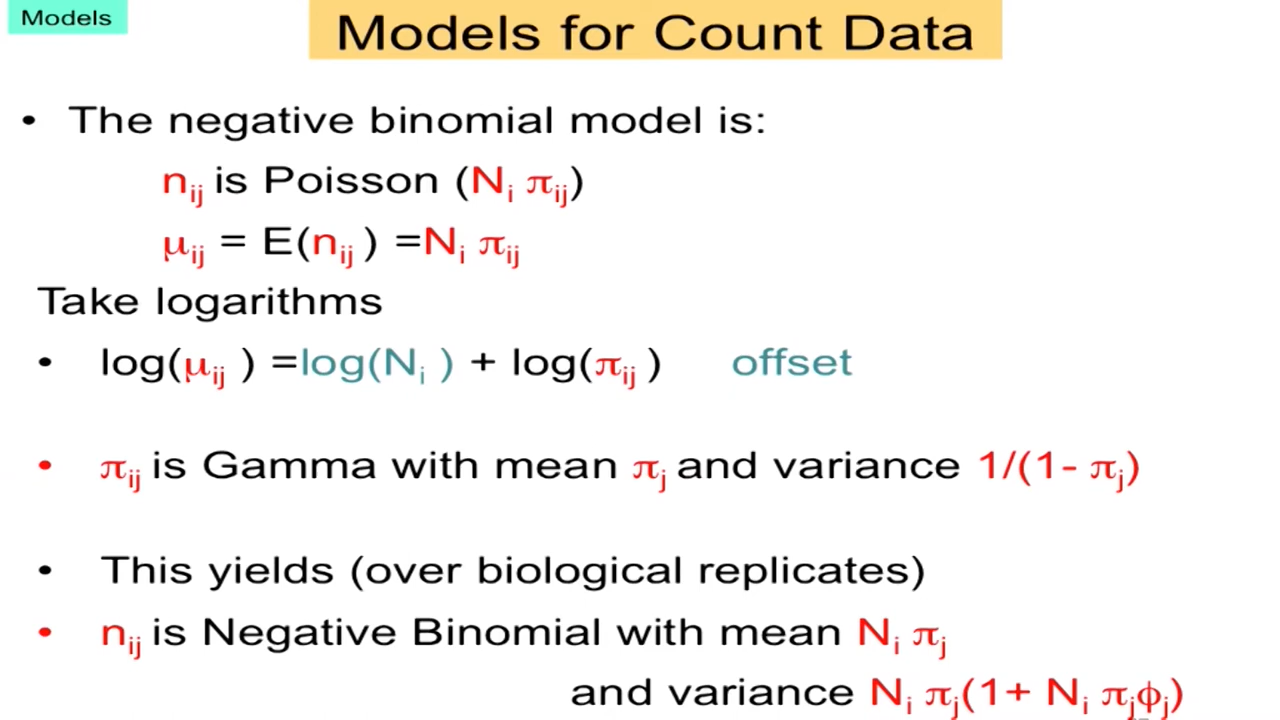 Models
Models for Count Data
• The negative binomial model is:
nij is Poisson (Ni πij)
μij = E(nij ) =Ni πij
Take logarithms
• log(μij ) =log(Ni ) + log(πij ) offset
• πij is Gamma with mean πj and variance 1/(1- πj)
• This yields (over biological replicates)
• nij is Negative Binomial with mean Ni πj
and variance Ni πj(1+ Ni πjϕj)